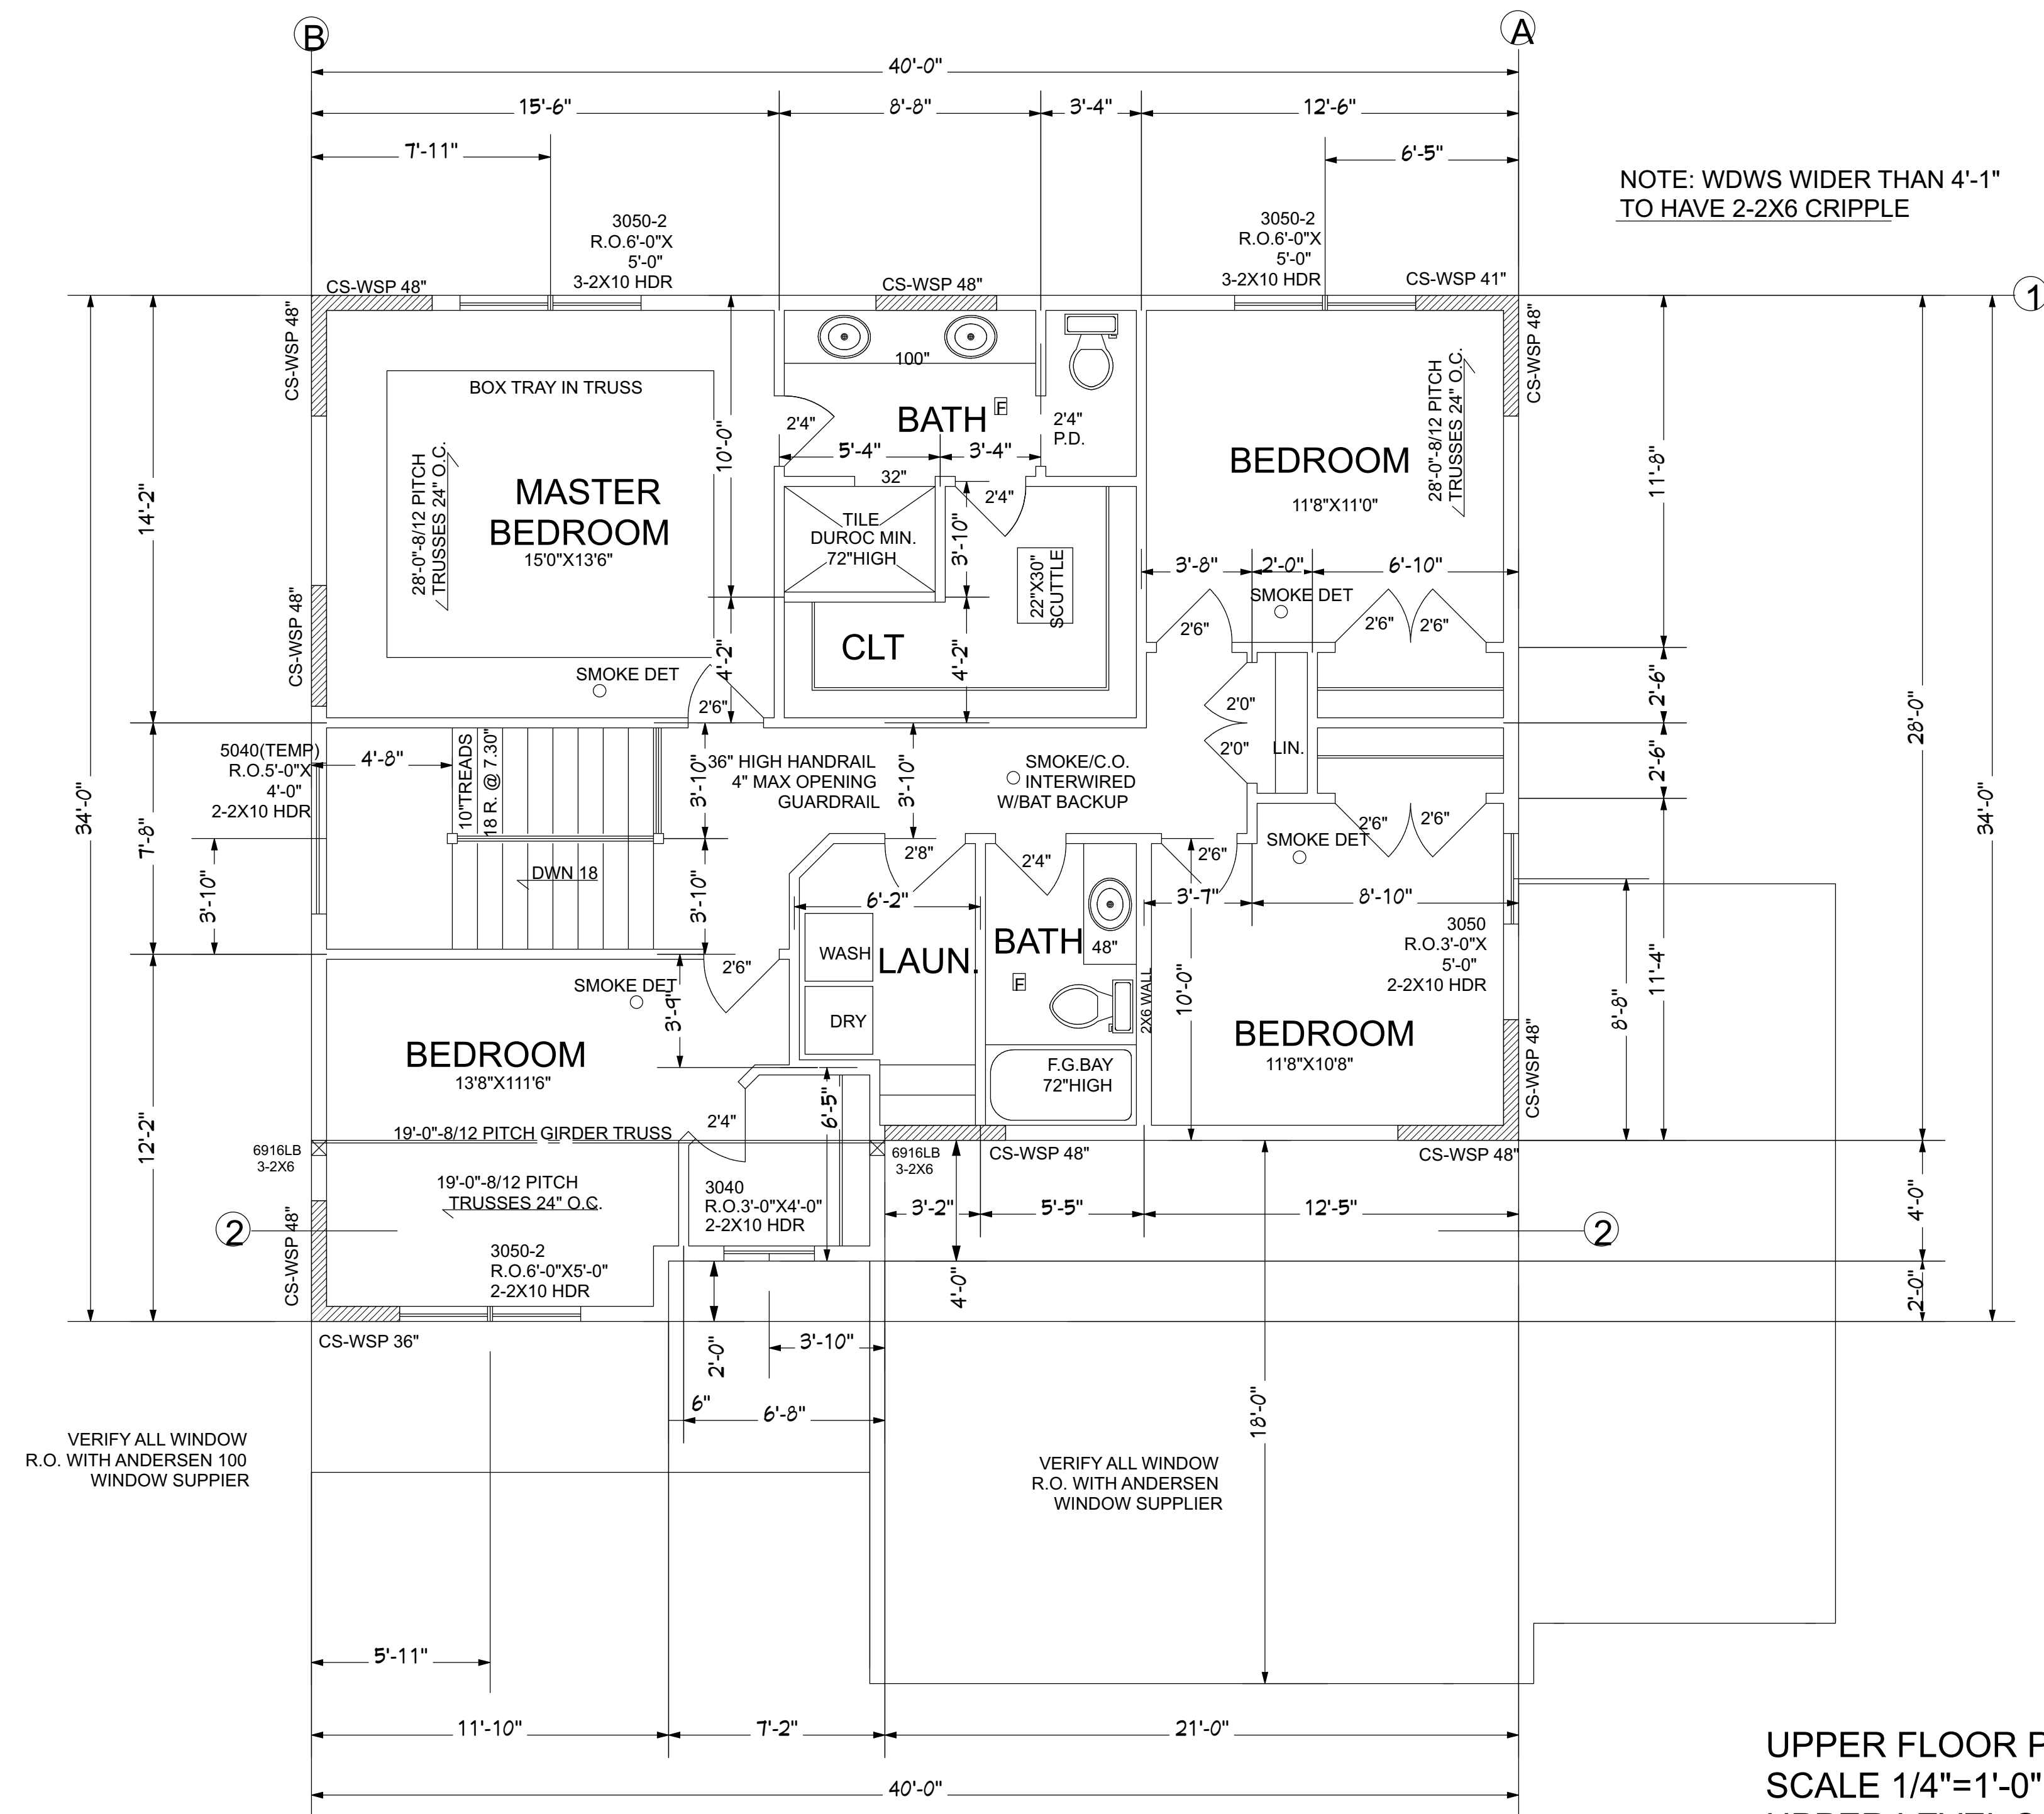 B
A
40'-0"
15'-6"
8'-8"
3'-4"
12'-6"
7'-11"
6'-5"
NOTE: WDWS WIDER THAN 4'-1"
TO HAVE 2-2X6 CRIPPLE
3050-2
R.O.6'-0"X
5'-0"
3-2X10 HDR
3050-2
R.O.6'-0"X
5'-0"
3-2X10 HDR
CS-WSP 48"
CS-WSP 48"
CS-WSP 41"
1
CS-WSP 48"
CS-WSP 48"
100"
BOX TRAY IN TRUSS
2'4"
BATH
F
2'4"
P.D.
5'-4"
3'-4"
10'-0"
28'-0"-8/12 PITCH
TRUSSES 24" O.C.
BEDROOM
11'8"X11'0"
28'-0"-8/12 PITCH
TRUSSES 24" O.C.
11'-8"
14'-2"
MASTER
BEDROOM
15'0"X13'6"
32"
2'4"
TILE
DUROC MIN.
72"HIGH
3'-10"
22"X30"
SCUTTLE
3'-8"
2'-0"
6'-10"
SMOKE DET
2'6"
2'6"
2'6"
CS-WSP 48"
CLT
4'-2"
4'-2"
SMOKE DET
2'6"
2'-6"
28'-0"
2'0"
2'0"
LIN.
2'-6"
34'-0"
34'-0"
5040(TEMP)
R.O.5'-0"X
4'-0"
2-2X10 HDR
4'-8"
10"TREADS
18 R. @ 7.30"
3'-10"
36" HIGH HANDRAIL
4" MAX OPENING
GUARDRAIL
3'-10"
SMOKE/C.O.
INTERWIRED
W/BAT BACKUP
7'-8"
3'-10"
DWN 18
3'-10"
2'8"
2'4"
2'6"
SMOKE DET
2'6"
2'6"
6'-2"
3'-7"
8'-10"
3050
R.O.3'-0"X
5'-0"
2-2X10 HDR
WASH
LAUN.
BATH
48"
F
2X6 WALL
10'-0"
2'6"
SMOKE DET
3'-9"
DRY
8'-8"
11'-4"
BEDROOM
13'8"X111'6"
BEDROOM
11'8"X10'8"
CS-WSP 48"
F.G.BAY
72"HIGH
2'4"
6'-5"
12'-2"
19'-0"-8/12 PITCH GIRDER TRUSS
6916LB
3-2X6
6916LB
3-2X6
CS-WSP 48"
CS-WSP 48"
19'-0"-8/12 PITCH
TRUSSES 24" O.C.
3040
R.O.3'-0"X4'-0"
2-2X10 HDR
3'-2"
5'-5"
12'-5"
4'-0"
2
2
CS-WSP 48"
3050-2
R.O.6'-0"X5'-0"
2-2X10 HDR
4'-0"
2'-0"
CS-WSP 36"
2'-0"
3'-10"
6"
6'-8"
18'-0"
VERIFY ALL WINDOW
R.O. WITH ANDERSEN 100
WINDOW SUPPIER
VERIFY ALL WINDOW
R.O. WITH ANDERSEN
WINDOW SUPPLIER
5'-11"
11'-10"
7'-2"
21'-0"
40'-0"
UPPER FLOOR P
SCALE 1/4"=1'-0"